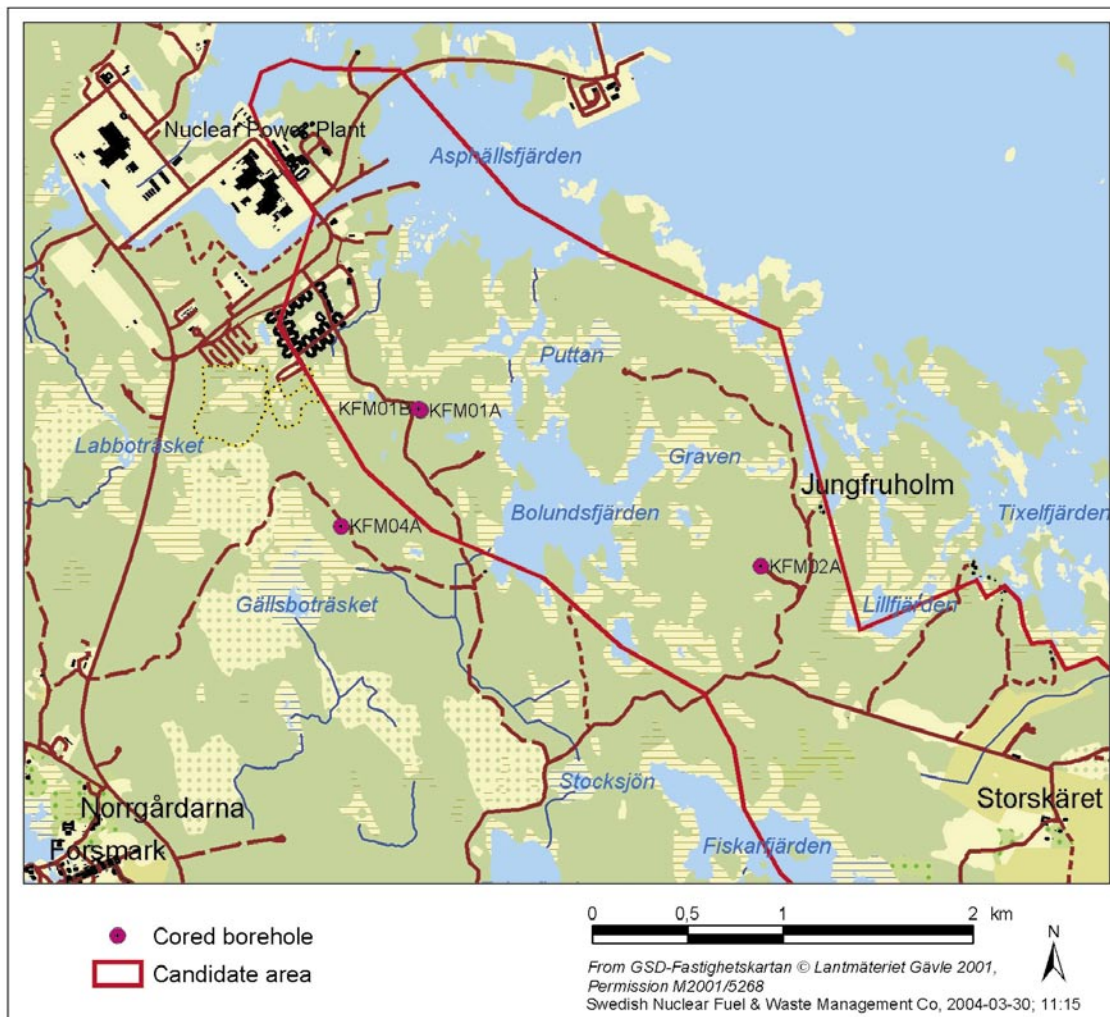 Nuclear Power Plant
Asphällsfjärden
Puttan
KFM01B KFM01A
Labboträsket
Graven
Jungfruholm
Bolundsfjärden
Tixelfjärden
KFM04A
KFM02A
Gällsboträsket
Lillfjärden
Stocksjön
Norrgårdarna
Storskäret
Forsmark
Fiskarfjärden
Cored borehole
Candidate area
0 0,5 1 2 km
N
From GSD-Fastighetskartan © Lantmäteriet Gävle 2001,
Permission M2001/5268
Swedish Nuclear Fuel & Waste Management Co, 2004-03-30; 11:15